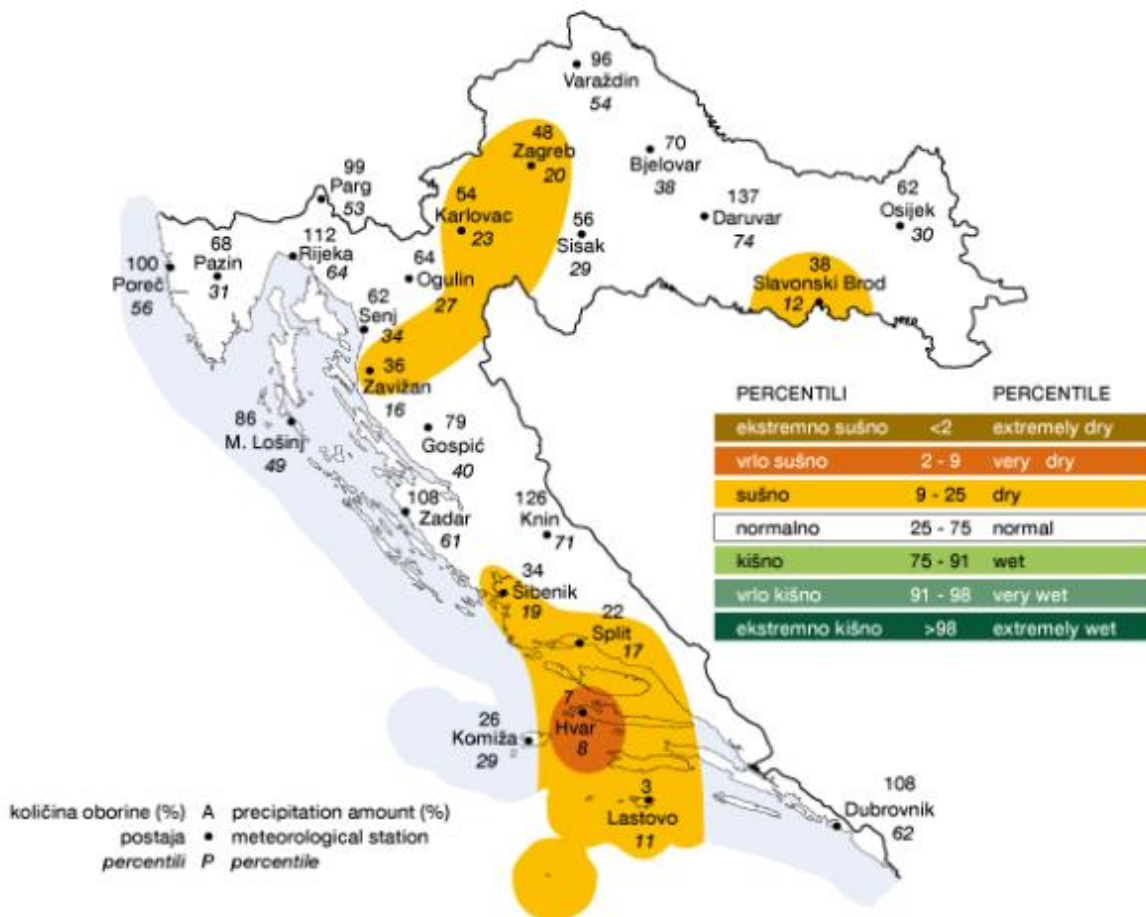 96
Varaždin
54
48
Zagreb
20
70
Bjelovar
38
99
Parg
53
54
Karlovac
23
137
Daruvar
74
62
Osijek
30
56
Sisak
29
112
Rijeka
64
68
Pazin
31
100
Poreč
56
64
Ogulin
27
38
Slavonski Brod
12
62
Senj
34
36
Zavižan
16
86
M. Lošinj
49
79
Gospić
40
108
Zadar
61
126
Knin
71
34
Šibenik
19
22
Split
17
7
Hvar
8
26
Komiža
29
3
Lastovo
11
108
Dubrovnik
62
PERCENTILI PERCENTILE
ekstremno sušno <2 extremely dry
vrlo sušno 2 - 9 very dry
sušno 9 - 25 dry
normalno 25 - 75 normal
kišno 75 - 91 wet
vrlo kišno 91 - 98 very wet
ekstremno kišno >98 extremely wet
količina oborine (%) A precipitation amount (%)
postaja • meteorological station
percentili P percentile